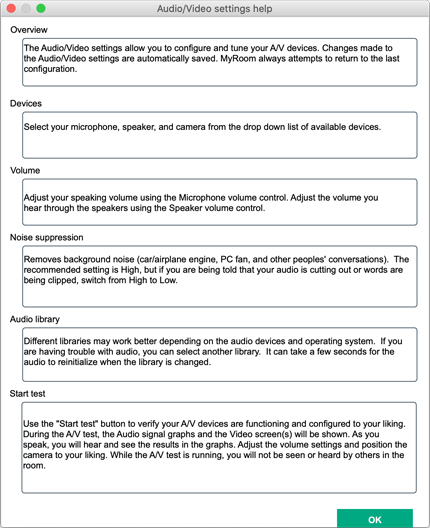 Audio/Video settings help
Overview
The Audio/Video settings allow you to configure and tune your A/V devices. Changes made to
the Audio/Video settings are automatically saved. MyRoom always attempts to return to the last
configuration.
Devices
Select your microphone, speaker, and camera from the drop down list of available devices.
Volume
Adjust your speaking volume using the Microphone volume control. Adjust the volume you
hear through the speakers using the Speaker volume control.
Noise suppression
Removes background noise (car/airplane engine, PC fan, and other peoples' conversations).  The
recommended setting is High, but if you are being told that your audio is cutting out or words are
being clipped, switch from High to Low.
Audio library
Different libraries may work better depending on the audio devices and operating system.  If you
are having trouble with audio, you can select another library.  It can take a few seconds for the
audio to reinitialize when the library is changed.
Start test
Use the "Start test" button to verify your A/V devices are functioning and configured to your liking.
During the A/V test, the Audio signal graphs and the Video screen(s) will be shown. As you
speak, you will hear and see the results in the graphs. Adjust the volume settings and position the
camera to your liking. While the A/V test is running, you will not be seen or heard by others in the
room.
OK